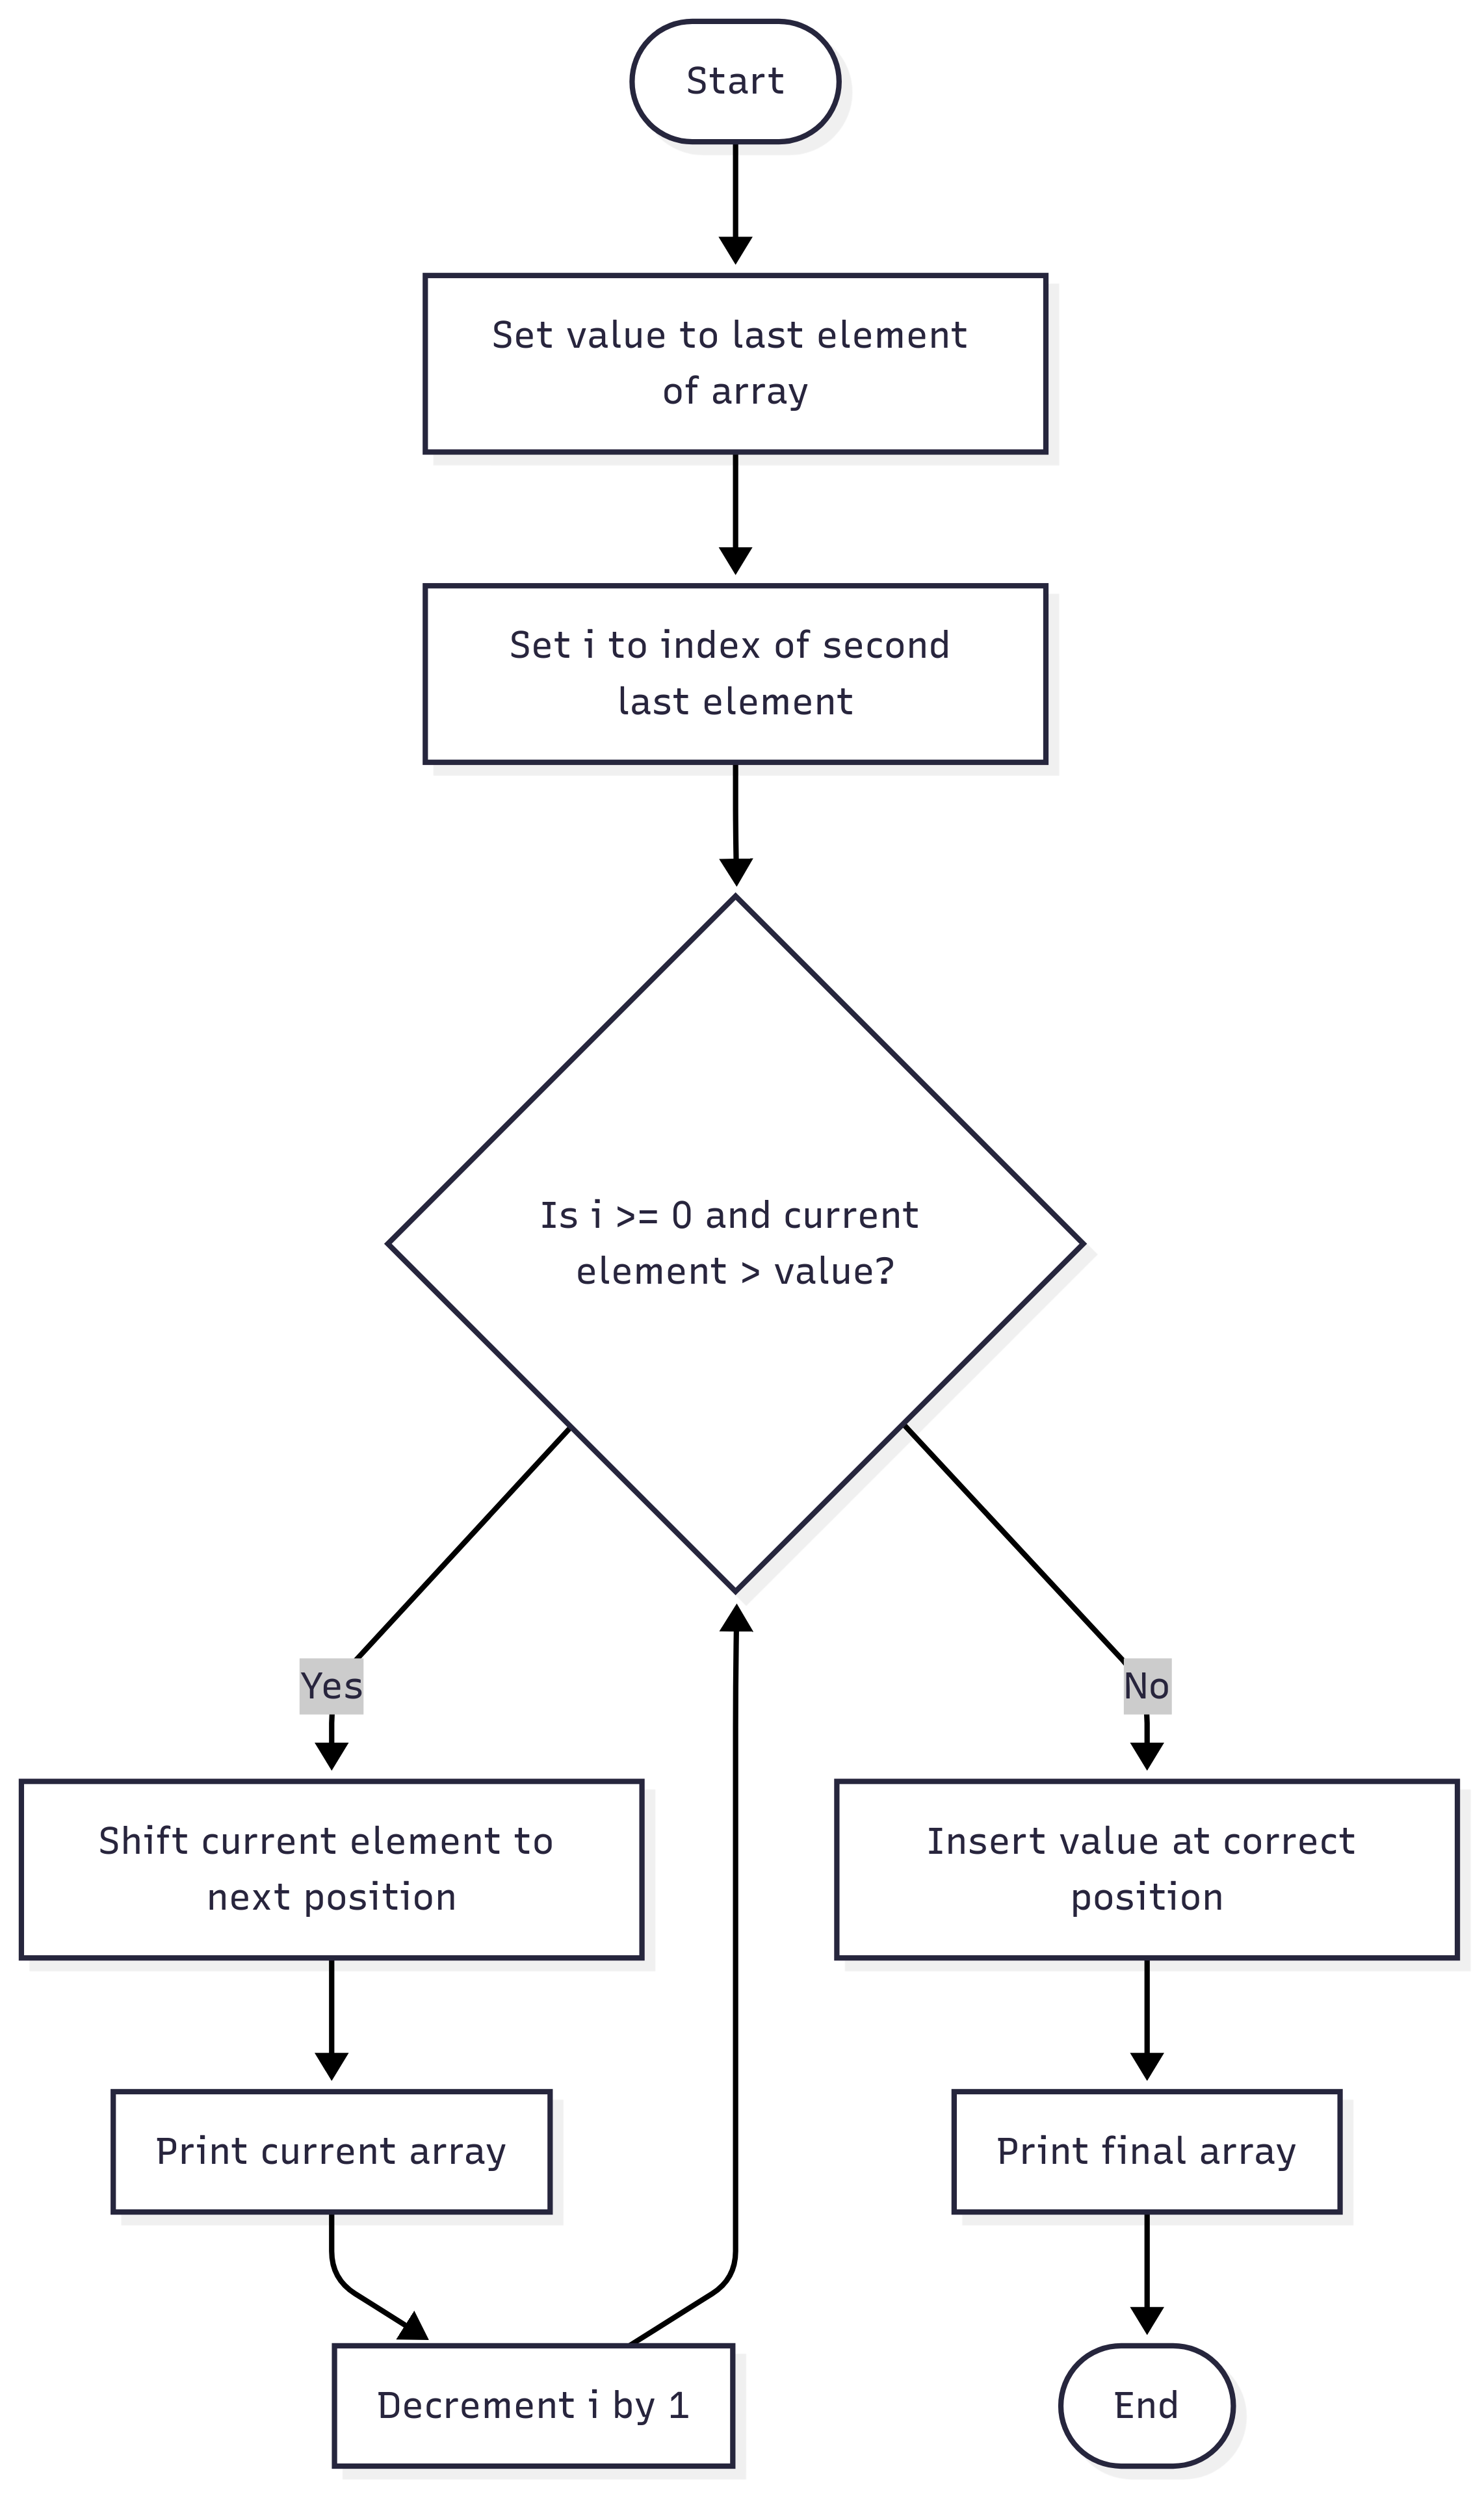 Start
Set value to last element
of array
Set i to index of second
last element
Is i >= 0 and current
element > value?
Yes
No
Shift current element to
next position
Insert value at correct
position
Print current array
Print final array
Decrement i by 1
End